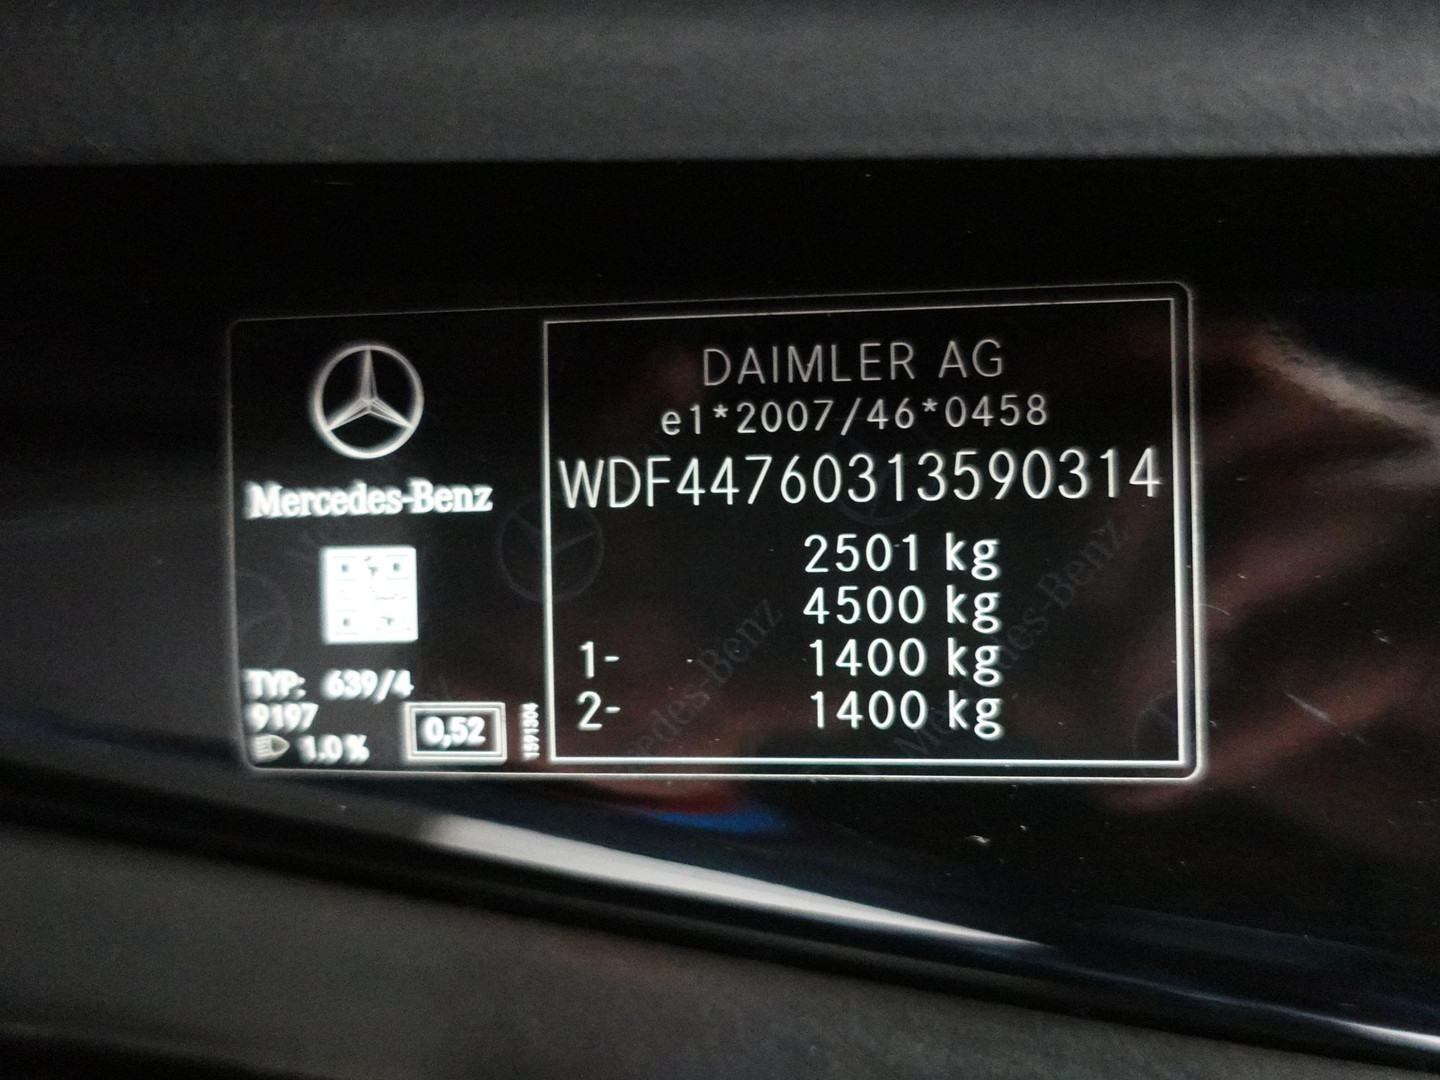 Mercedes-Benz
TYP: 639/4
9197
1.0 %
0,52
1591504
DAIMLER AG
e1*2007/46*0458
WDF44760313590314
2501 kg
4500 kg
1- 1400 kg
2- 1400 kg